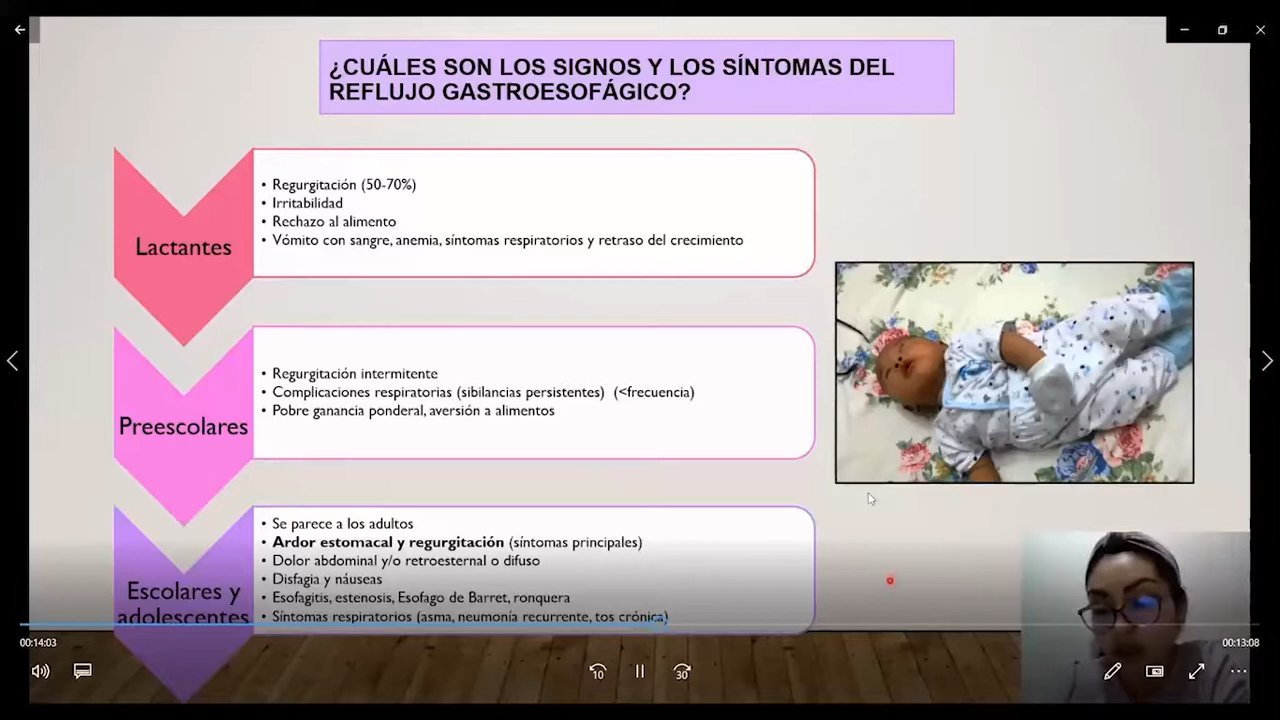 ¿CUÁLES SON LOS SIGNOS Y LOS SÍNTOMAS DEL
REFLUJO GASTROESOFÁGICO?
Lactantes
• Regurgitación (50-70%)
• Irritabilidad
• Rechazo al alimento
• Vómito con sangre, anemia, síntomas respiratorios y retraso del crecimiento
Preescolares
• Regurgitación intermitente
• Complicaciones respiratorias (sibilancias persistentes) (<frecuencia)
• Pobre ganancia ponderal, aversión a alimentos
Escolares y
adolescentes
• Se parece a los adultos
• Ardor estomacal y regurgitación (síntomas principales)
• Dolor abdominal y/o retroesternal o difuso
• Disfagia y náuseas
• Esofagitis, estenosis, Esofago de Barret, ronquera
• Síntomas respiratorios (asma, neumonía recurrente, tos crónica)
00:14:03
00:13:08
10
30